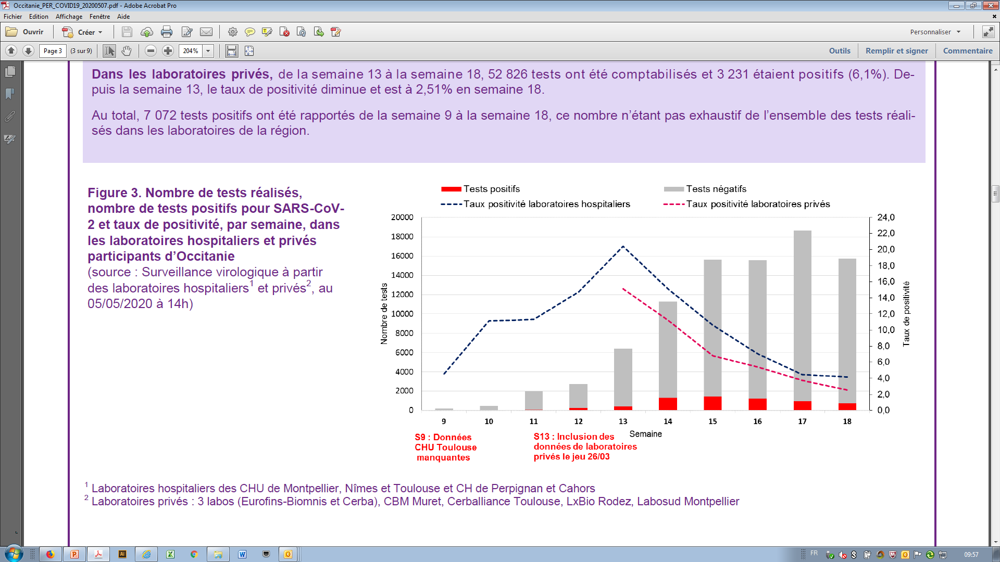 Occitanie_PER_COVID19_20200507.pdf - Adobe Acrobat Pro
Fichier Edition Affichage Fenêtre Aide
Ouvrir Créer Personnaliser
Page 3 (3 sur 9) 204% Outils Remplir et signer Commentaire
Dans les laboratoires privés, de la semaine 13 à la semaine 18, 52 826 tests ont été comptabilisés et 3 231 étaient positifs (6,1%). De-
puis la semaine 13, le taux de positivité diminue et est à 2,51% en semaine 18.
Au total, 7 072 tests positifs ont été rapportés de la semaine 9 à la semaine 18, ce nombre n’étant pas exhaustif de l’ensemble des tests réali-
sés dans les laboratoires de la région.
Figure 3. Nombre de tests réalisés,
nombre de tests positifs pour SARS-CoV-
2 et taux de positivité, par semaine, dans
les laboratoires hospitaliers et privés
participants d’Occitanie
(source : Surveillance virologique à partir
des laboratoires hospitaliers1 et privés2, au
05/05/2020 à 14h)
Tests positifs Tests négatifs
Taux positivité laboratoires hospitaliers Taux positivité laboratoires privés
Nombre de tests
20000
18000
16000
14000
12000
10000
8000
6000
4000
2000
0
24,0
22,0
20,0
18,0
16,0
14,0
12,0
10,0
8,0
6,0
4,0
2,0
0,0
Taux de positivité
9 10 11 12 13 14 15 16 17 18
Semaine
S9 : Données
CHU Toulouse
manquantes
S13 : Inclusion des
données de laboratoires
privés le jeu 26/03
1 Laboratoires hospitaliers des CHU de Montpellier, Nîmes et Toulouse et CH de Perpignan et Cahors
2 Laboratoires privés : 3 labos (Eurofins-Biomnis et Cerba), CBM Muret, Cerballiance Toulouse, LxBio Rodez, Labosud Montpellier
FR 09:57